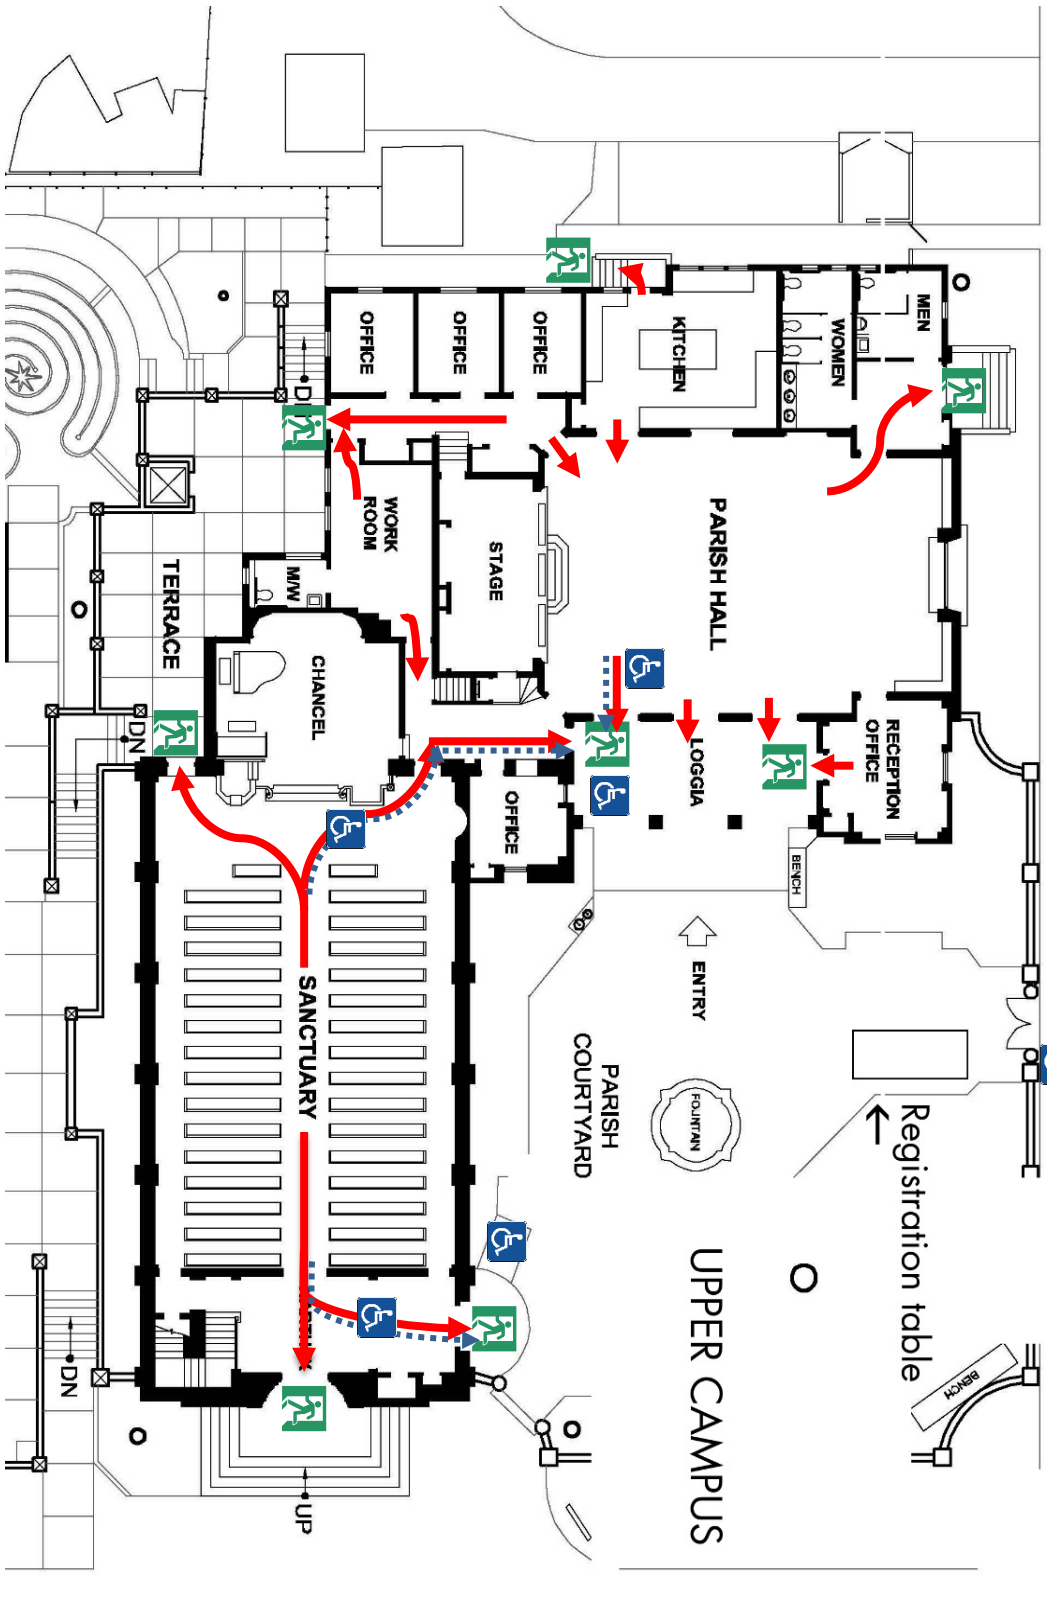 MEN
WOMEN
KITCHEN
OFFICE
OFFICE
OFFICE
WORK
ROOM
STAGE
PARISH HALL
M/W
TERRACE
CHANCEL
DN
RECEPTION
OFFICE
LOGGIA
OFFICE
BENCH
ENTRY
SANCTUARY
PARISH
COURTYARD
FOUNTAIN
Registration table
UPPER CAMPUS
BENCH
DN
UP